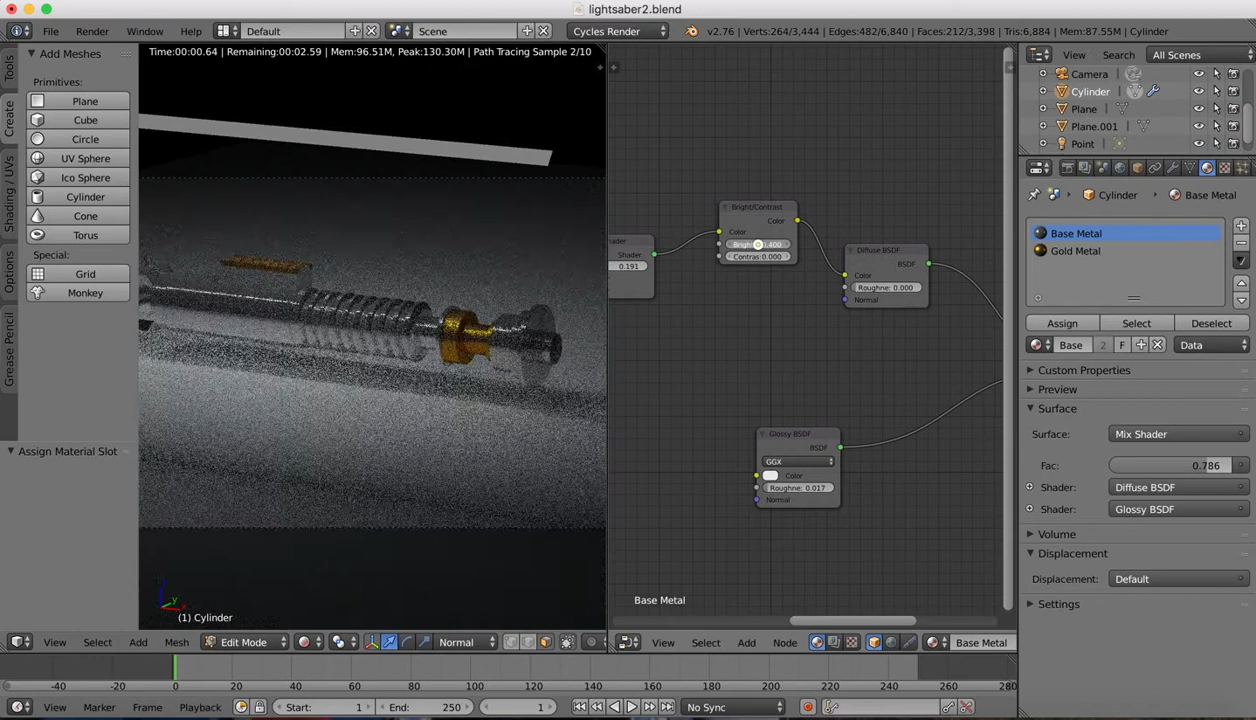 lightsaber2.blend
File Render Window Help Default Scene Cycles Render v2.76 | Verts:264/3,444 | Edges:482/6,840 | Faces:212/3,398 | Tris:6,884 | Mem:87.55M | Cylinder
Time:00:00.64 | Remaining:00:02.59 | Mem:96.51M, Peak:130.30M | Path Tracing Sample 2/10
Tools
Create
Shading / UVs
Options
Grease Pencil
Add Meshes
Primitives:
Plane
Cube
Circle
UV Sphere
Ico Sphere
Cylinder
Cone
Torus
Special:
Grid
Monkey
Assign Material Slot
(1) Cylinder
View Select Add Mesh Edit Mode Normal
Shader
0.191
Bright/Contrast
Color
Color
Contras:0.000
Diffuse BSDF
BSDF
Color
Roughne: 0.000
Normal
Glossy BSDF
BSDF
GGX
Color
Roughne: 0.017
Normal
Base Metal
View Select Add Node Base Metal
View Search All Scenes
Camera
Cylinder
Plane
Plane.001
Point
Cylinder Base Metal
Base Metal
Gold Metal
Assign Select Deselect
Base 2 F Data
Custom Properties
Preview
Surface
Surface: Mix Shader
Fac: 0.786
Shader: Diffuse BSDF
Shader: Glossy BSDF
Volume
Displacement
Displacement: Default
Settings
-40 -20 0 20 40 60 80 100 120 140 160 180 200 220 240 260 280
View Marker Frame Playback Start: 1 End: 250 1 No Sync